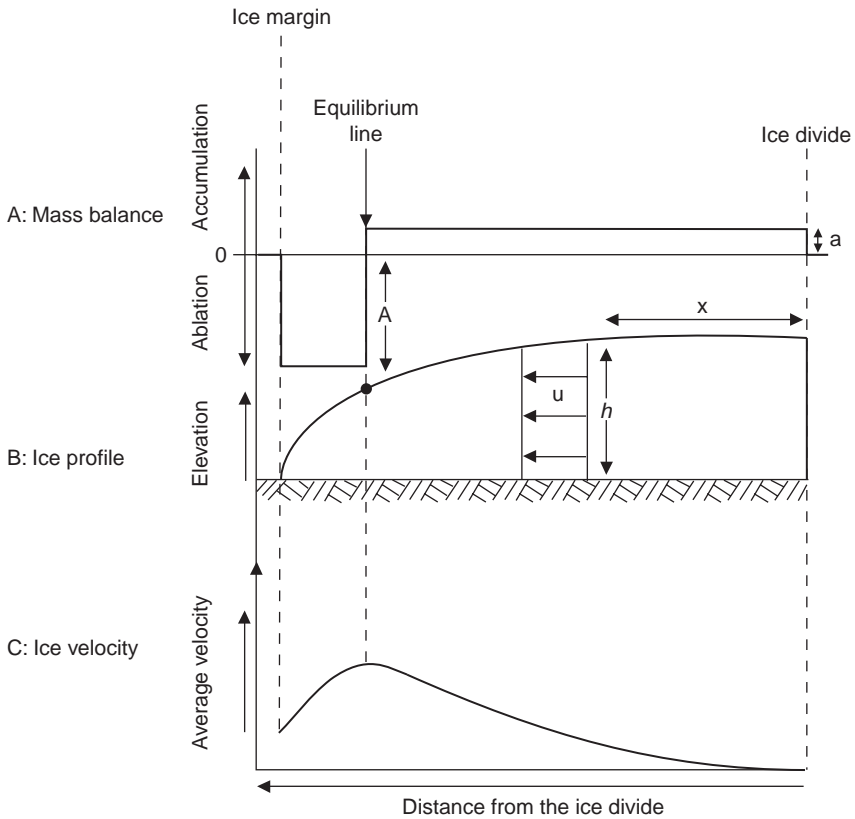 Ice margin
Equilibrium
line
Ice divide
Accumulation
A: Mass balance
a
0
Ablation
A
x
u
h
Elevation
B: Ice profile
Average velocity
C: Ice velocity
Distance from the ice divide